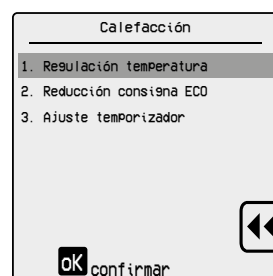 Calefacción
1. Regulación temperatura
2. Reducción consigna ECO
3. Ajuste temporizador
oK confirmar